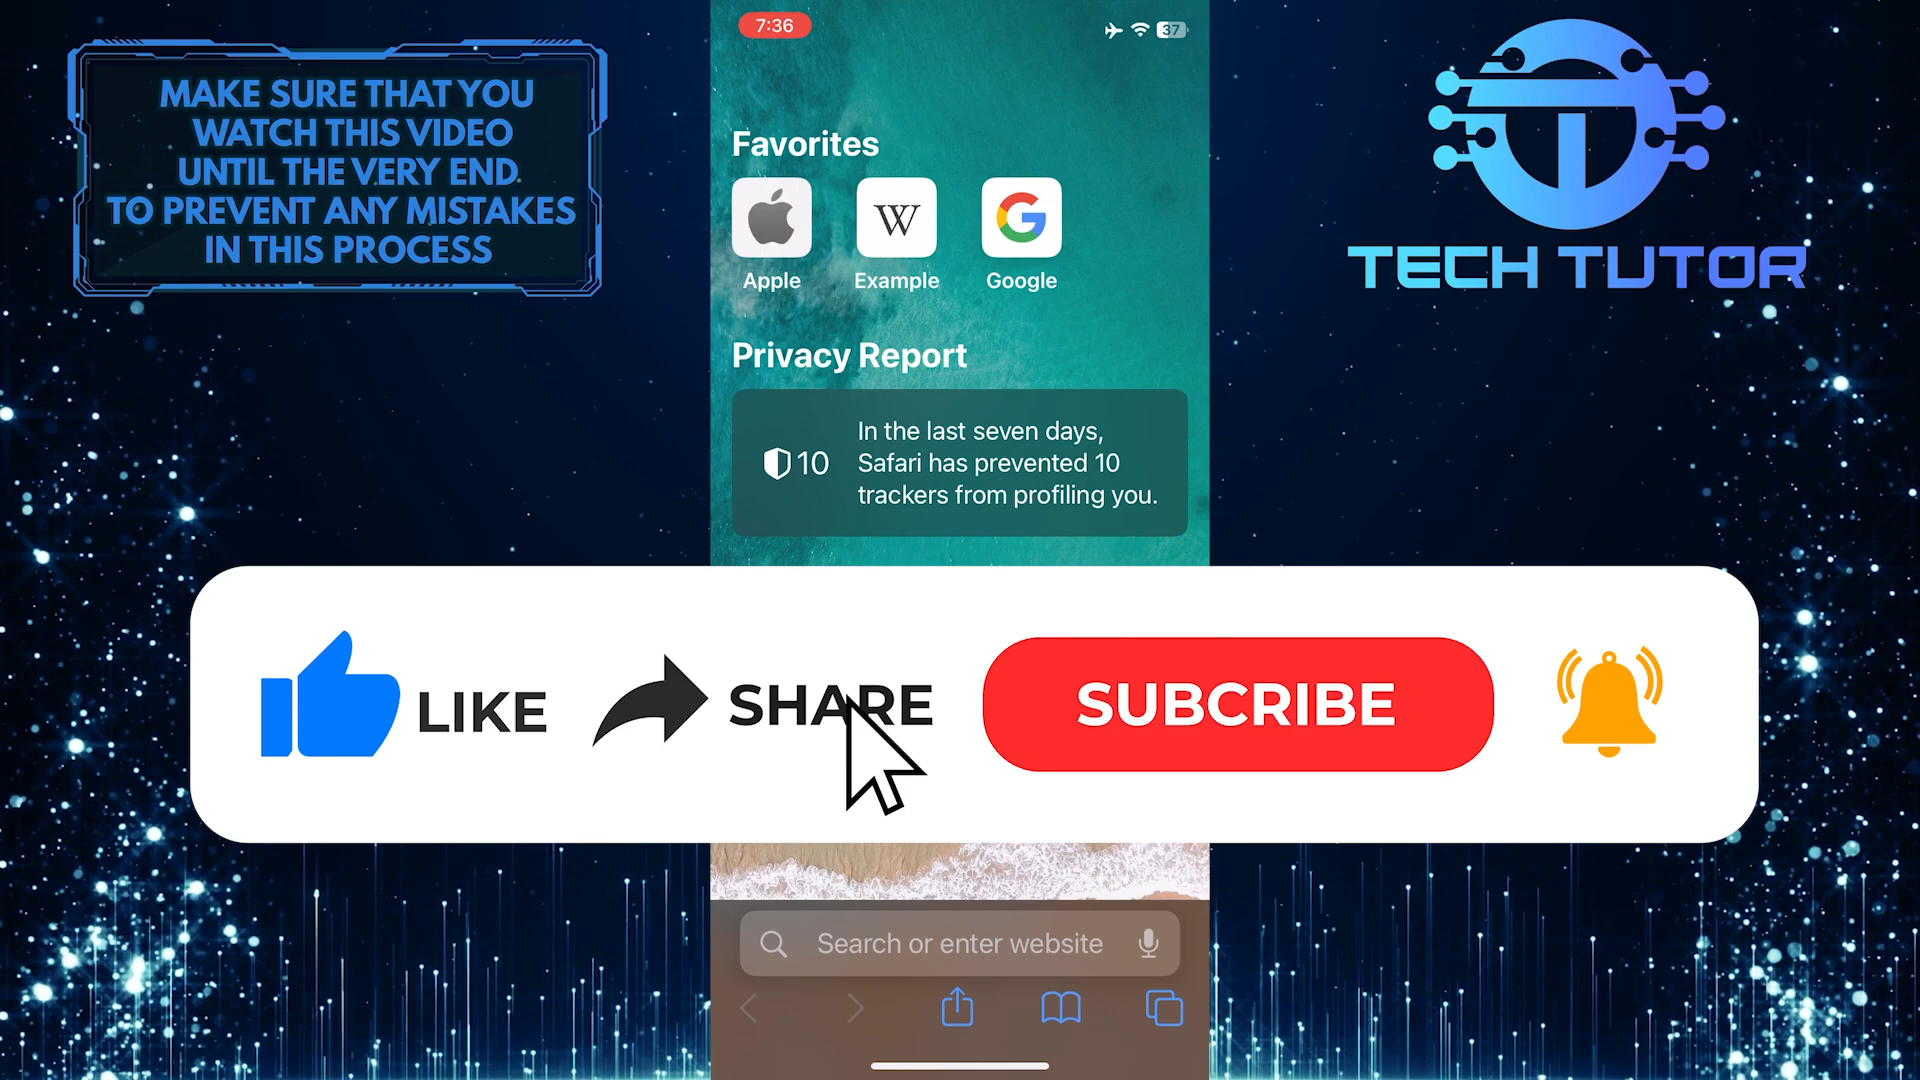 MAKE SURE THAT YOU
WATCH THIS VIDEO
UNTIL THE VERY END
TO PREVENT ANY MISTAKES
IN THIS PROCESS
7:36
37
TECH TUTOR
Favorites
W
G
Apple
Example
Google
Privacy Report
10
In the last seven days,
Safari has prevented 10
trackers from profiling you.
LIKE
SHARE
SUBCRIBE
Search or enter website